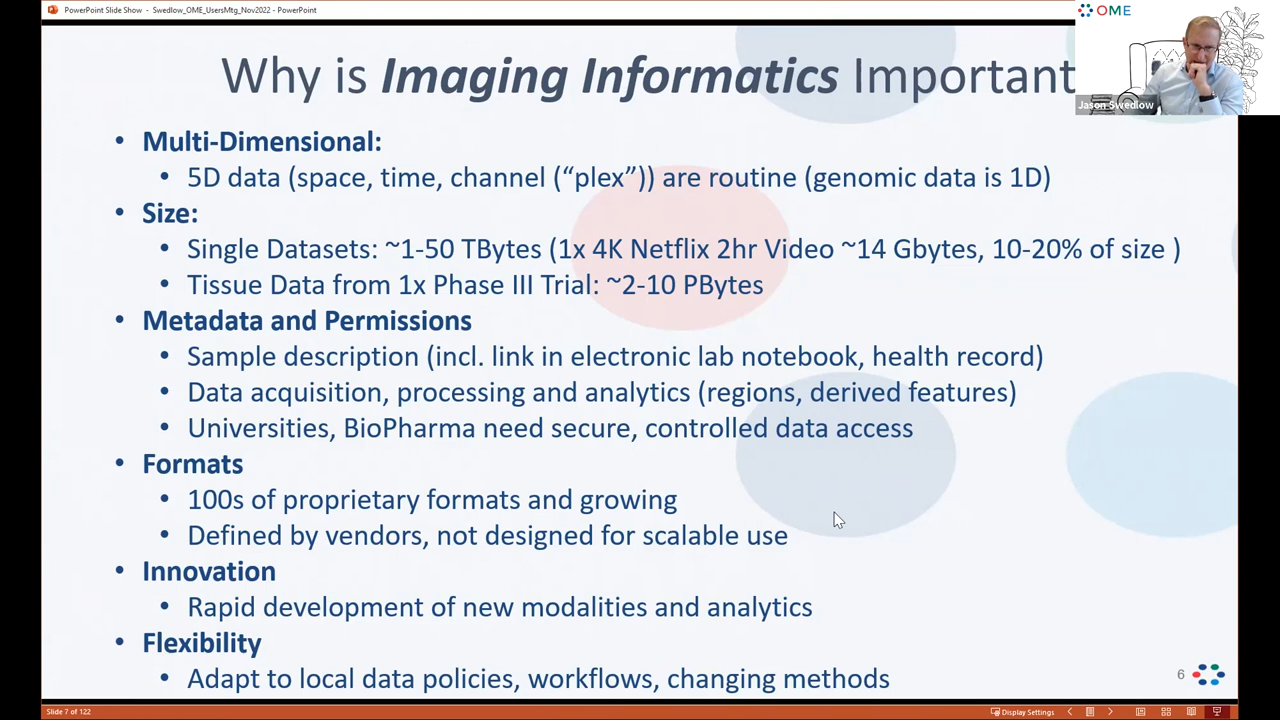 PowerPoint Slide Show - Swedlow_OME_UsersMtg_Nov2022 - PowerPoint
OME
Jason Swedlow
Why is Imaging Informatics Important
• Multi-Dimensional:
• 5D data (space, time, channel (“plex”)) are routine (genomic data is 1D)
• Size:
• Single Datasets: ~1-50 TBytes (1x 4K Netflix 2hr Video ~14 Gbytes, 10-20% of size )
• Tissue Data from 1x Phase III Trial: ~2-10 PBytes
• Metadata and Permissions
• Sample description (incl. link in electronic lab notebook, health record)
• Data acquisition, processing and analytics (regions, derived features)
• Universities, BioPharma need secure, controlled data access
• Formats
• 100s of proprietary formats and growing
• Defined by vendors, not designed for scalable use
• Innovation
• Rapid development of new modalities and analytics
• Flexibility
• Adapt to local data policies, workflows, changing methods
6
Slide 7 of 122
Display Settings